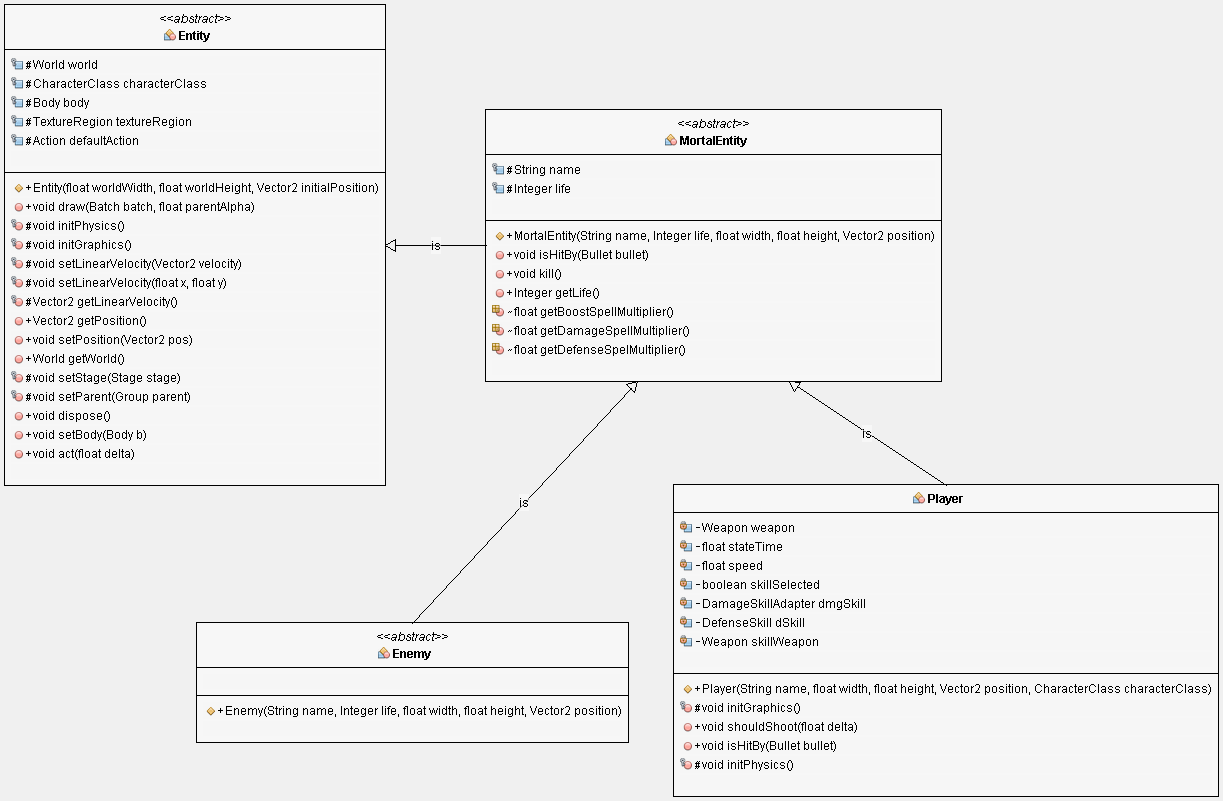 <<abstract>>
Entity
#World world
#CharacterClass characterClass
#Body body
#TextureRegion textureRegion
#Action defaultAction
+Entity(float worldWidth, float worldHeight, Vector2 initialPosition)
+void draw(Batch batch, float parentAlpha)
#void initPhysics()
#void initGraphics()
#void setLinearVelocity(Vector2 velocity)
#void setLinearVelocity(float x, float y)
#Vector2 getLinearVelocity()
+Vector2 getPosition()
+void setPosition(Vector2 pos)
+World getWorld()
#void setStage(Stage stage)
#void setParent(Group parent)
+void dispose()
+void setBody(Body b)
+void act(float delta)
is
<<abstract>>
MortalEntity
#String name
#Integer life
+MortalEntity(String name, Integer life, float width, float height, Vector2 position)
+void isHitBy(Bullet bullet)
+void kill()
+Integer getLife()
~float getBoostSpellMultiplier()
~float getDamageSpellMultiplier()
~float getDefenseSpelMultiplier()
is
is
<<abstract>>
Enemy
+Enemy(String name, Integer life, float width, float height, Vector2 position)
Player
-Weapon weapon
-float stateTime
-float speed
-boolean skillSelected
-DamageSkillAdapter dmgSkill
-DefenseSkill dSkill
-Weapon skillWeapon
+Player(String name, float width, float height, Vector2 position, CharacterClass characterClass)
#void initGraphics()
+void shouldShoot(float delta)
+void isHitBy(Bullet bullet)
#void initPhysics()